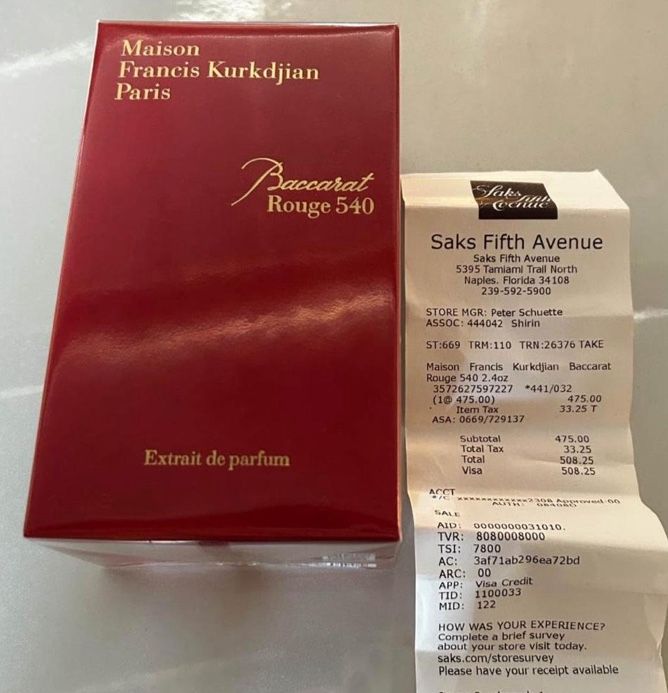 Maison
Francis Kurkdjian
Paris
Baccarat
Rouge 540
Extrait de parfum
Saks
Saks Fifth Avenue
Saks Fifth Avenue
5395 Tamiami Trail North
Naples. Florida 34108
239-592-5900
STORE MGR: Peter Schuette
ASSOC: 444042 Shirin
ST:669 TRM:110 TRN:26376 TAKE
Maison Francis Kurkdjian Baccarat
Rouge 540 2.4oz
3572627597227 *441/032
(1@ 475.00) 475.00
Item Tax 33.25 T
ASA: 0669/729137
Subtotal 475.00
Total Tax 33.25
Total 508.25
Visa 508.25
ACCT
xxxxxxxxxxxx2308 Approved-00
AUTH: 084080
SALE
AID: 0000000031010.
TVR: 8080008000
TSI: 7800
AC: 3af71ab296ea72bd
ARC: 00
APP: Visa Credit
TID: 1100033
MID: 122
HOW WAS YOUR EXPERIENCE?
Complete a brief survey
about your store visit today.
saks.com/storesurvey
Please have your receipt available